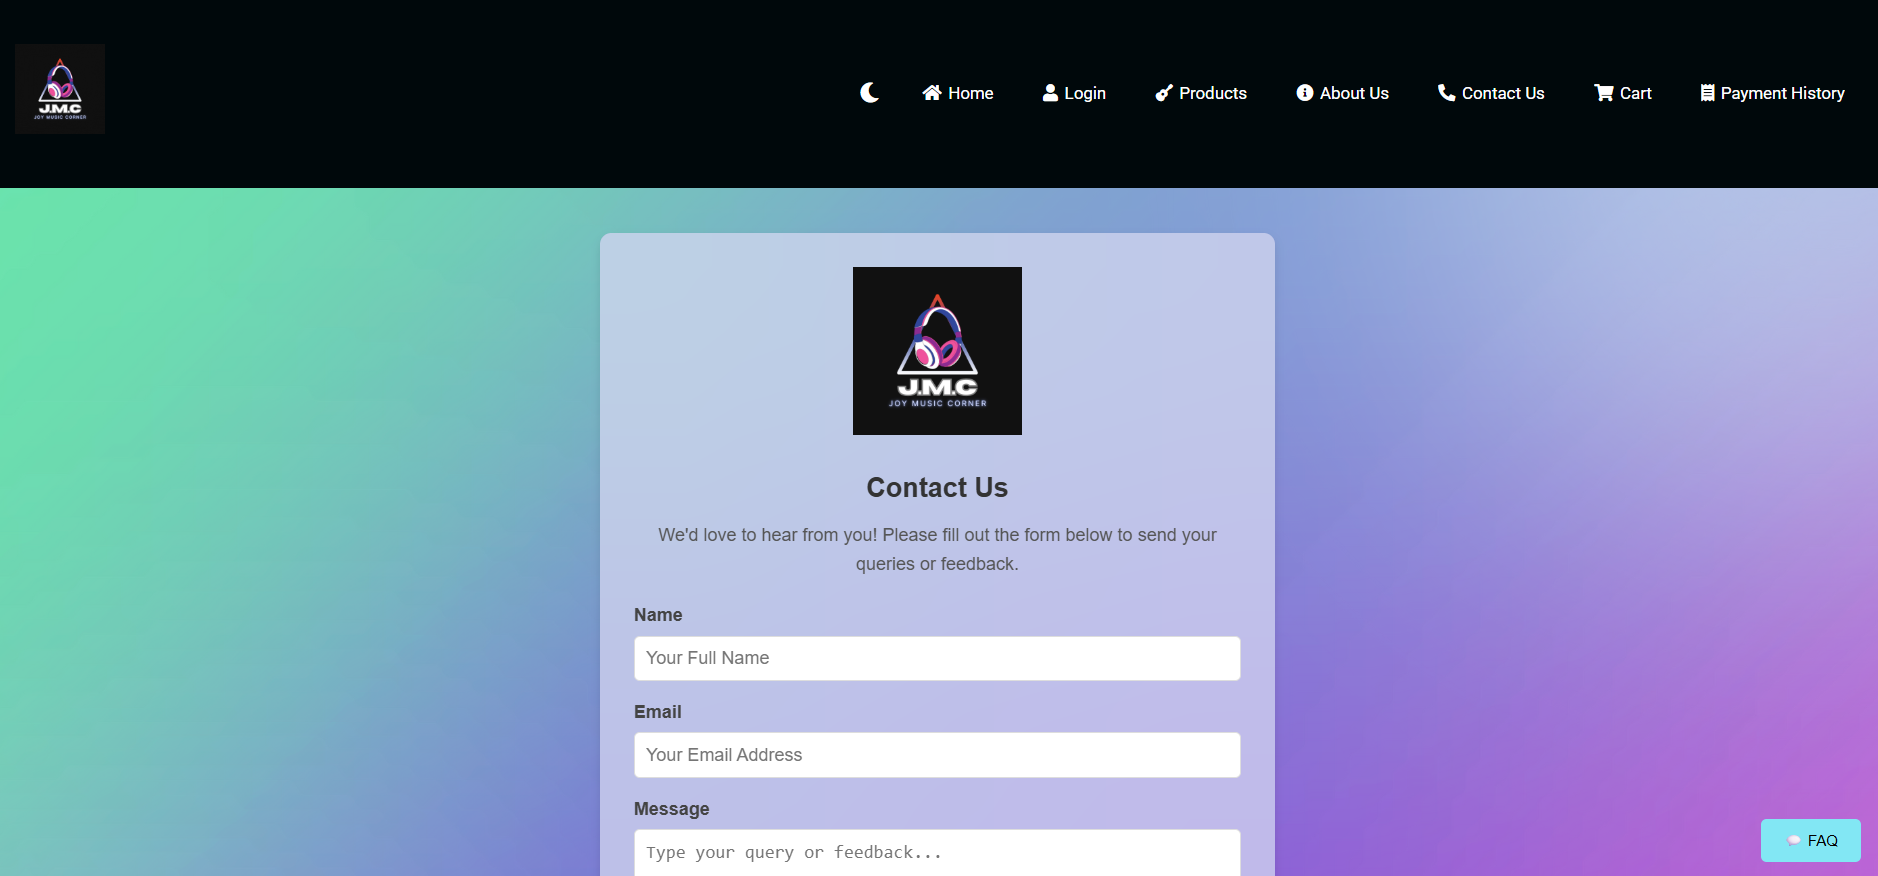 J.M.C
JOY MUSIC CORNER
Home
Login
Products
About Us
Contact Us
Cart
Payment History
J.M.C
JOY MUSIC CORNER
Contact Us
We'd love to hear from you! Please fill out the form below to send your
queries or feedback.
Name
Your Full Name
Email
Your Email Address
Message
Type your query or feedback...
FAQ